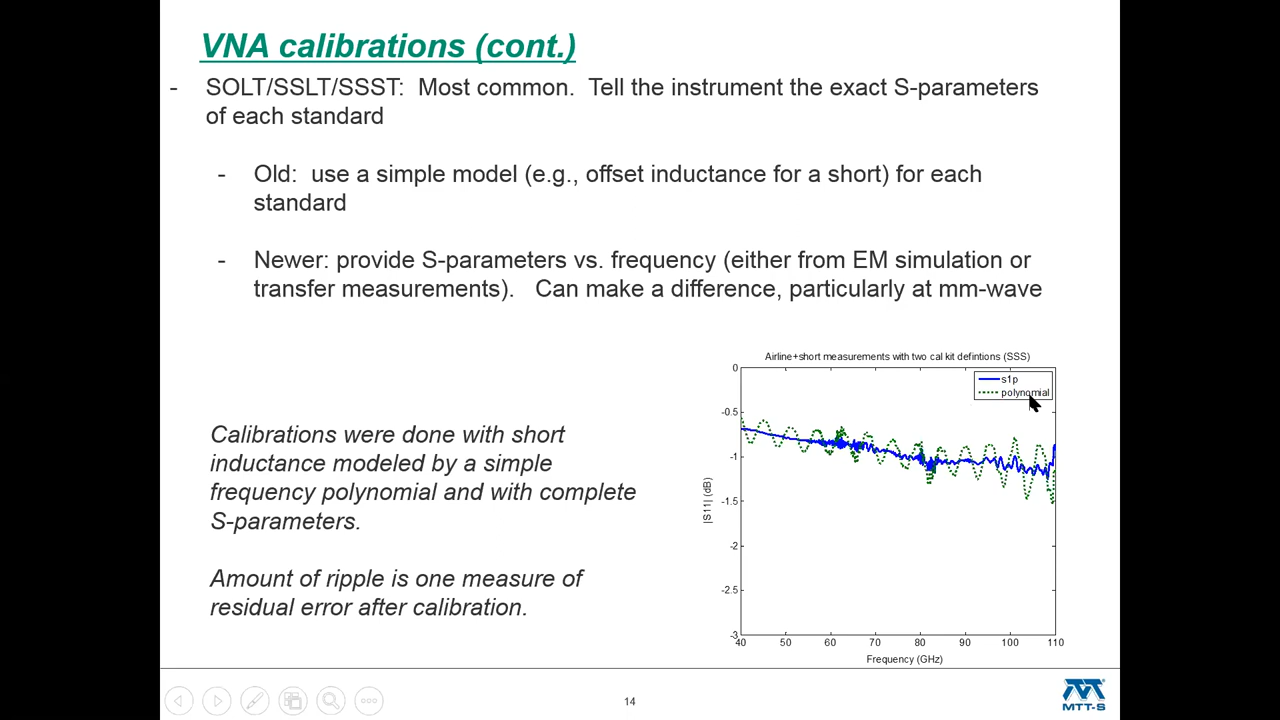 VNA calibrations (cont.)
- SOLT/SSLT/SSST: Most common. Tell the instrument the exact S-parameters
of each standard
- Old: use a simple model (e.g., offset inductance for a short) for each
standard
- Newer: provide S-parameters vs. frequency (either from EM simulation or
transfer measurements). Can make a difference, particularly at mm-wave
Calibrations were done with short
inductance modeled by a simple
frequency polynomial and with complete
S-parameters.
Amount of ripple is one measure of
residual error after calibration.
Airline+short measurements with two cal kit defintions (SSS)
s1p
polynomial
|S11| (dB)
0
-0.5
-1
-1.5
-2
-2.5
-3
40 50 60 70 80 90 100 110
Frequency (GHz)
14
MTT-S